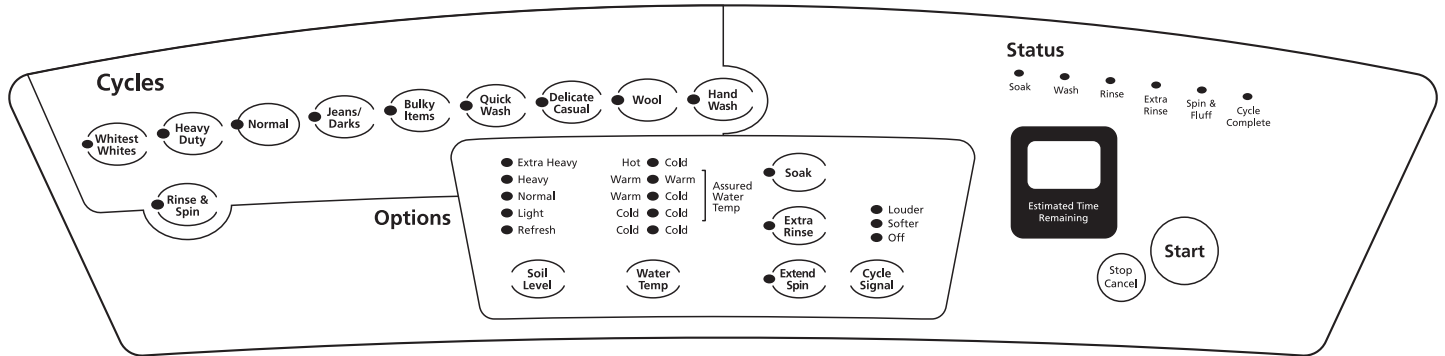 Cycles
Whitest
Whites
Heavy
Duty
Normal
Jeans/
Darks
Bulky
Items
Quick
Wash
Delicate
Casual
Wool
Hand
Wash
Rinse &
Spin
Options
Extra Heavy
Heavy
Normal
Light
Refresh
Soil
Level
Hot Cold
Warm Warm
Warm Cold
Cold Cold
Cold Cold
Assured
Water
Temp
Water
Temp
Soak
Extra
Rinse
Extend
Spin
Louder
Softer
Off
Cycle
Signal
Status
Soak
Wash
Rinse
Extra
Rinse
Spin &
Fluff
Cycle
Complete
Estimated Time
Remaining
Stop
Cancel
Start